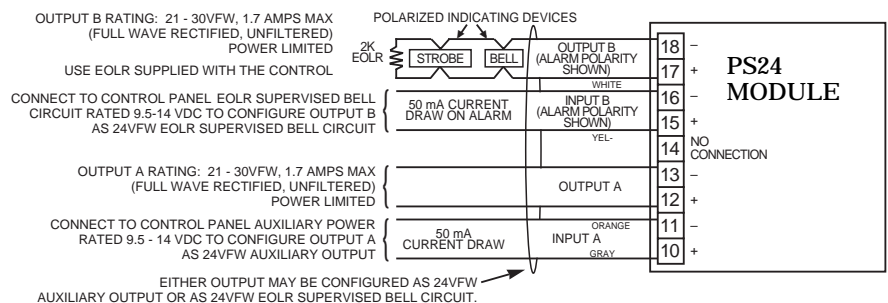 OUTPUT B RATING: 21 - 30VFW, 1.7 AMPS MAX
(FULL WAVE RECTIFIED, UNFILTERED)
POWER LIMITED
USE EOLR SUPPLIED WITH THE CONTROL
POLARIZED INDICATING DEVICES
2K
EOLR
STROBE
BELL
OUTPUT B
(ALARM POLARITY
SHOWN)
WHITE
18 –
17 +
PS24
MODULE
CONNECT TO CONTROL PANEL EOLR SUPERVISED BELL
CIRCUIT RATED 9.5-14 VDC TO CONFIGURE OUTPUT B
AS 24VFW EOLR SUPERVISED BELL CIRCUIT
50 mA CURRENT
DRAW ON ALARM
INPUT B
(ALARM POLARITY
SHOWN)
YEL-
16 –
15 +
14 NO
CONNECTION
OUTPUT A RATING: 21 - 30VFW, 1.7 AMPS MAX
(FULL WAVE RECTIFIED, UNFILTERED)
POWER LIMITED
OUTPUT A
13 –
12 +
CONNECT TO CONTROL PANEL AUXILIARY POWER
RATED 9.5 - 14 VDC TO CONFIGURE OUTPUT A
AS 24VFW AUXILIARY OUTPUT
50 mA
CURRENT DRAW
ORANGE
INPUT A
GRAY
11 –
10 +
EITHER OUTPUT MAY BE CONFIGURED AS 24VFW
AUXILIARY OUTPUT OR AS 24VFW EOLR SUPERVISED BELL CIRCUIT.